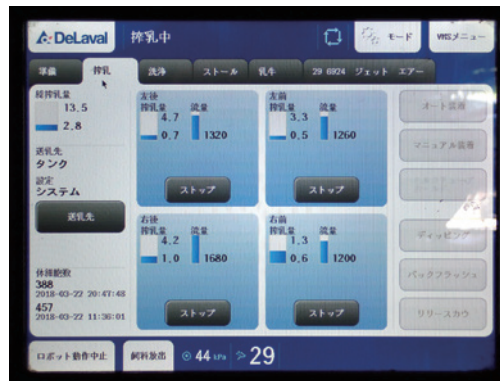 DeLaval
搾乳中
モード
VMSメニュー
準備
搾乳
洗浄
ストール
乳牛
29 6924 ジェット エアー
総搾乳量
13.5
2.8
送乳先
タンク
設定
システム
送乳先
体細胞数
388
2018-03-22 20:47:48
457
2018-03-22 11:36:01
左後
搾乳量 流量
4.7
0.7 1320
ストップ
左前
搾乳量 流量
3.3
0.5 1260
ストップ
右後
搾乳量 流量
4.2
1.0 1680
ストップ
右前
搾乳量 流量
1.3
0.6 1200
ストップ
オート装着
マニュアル装着
ディッピング
バックフラッシュ
リリースカウ
ロボット動作中止
飼料放出
44 kPa
29